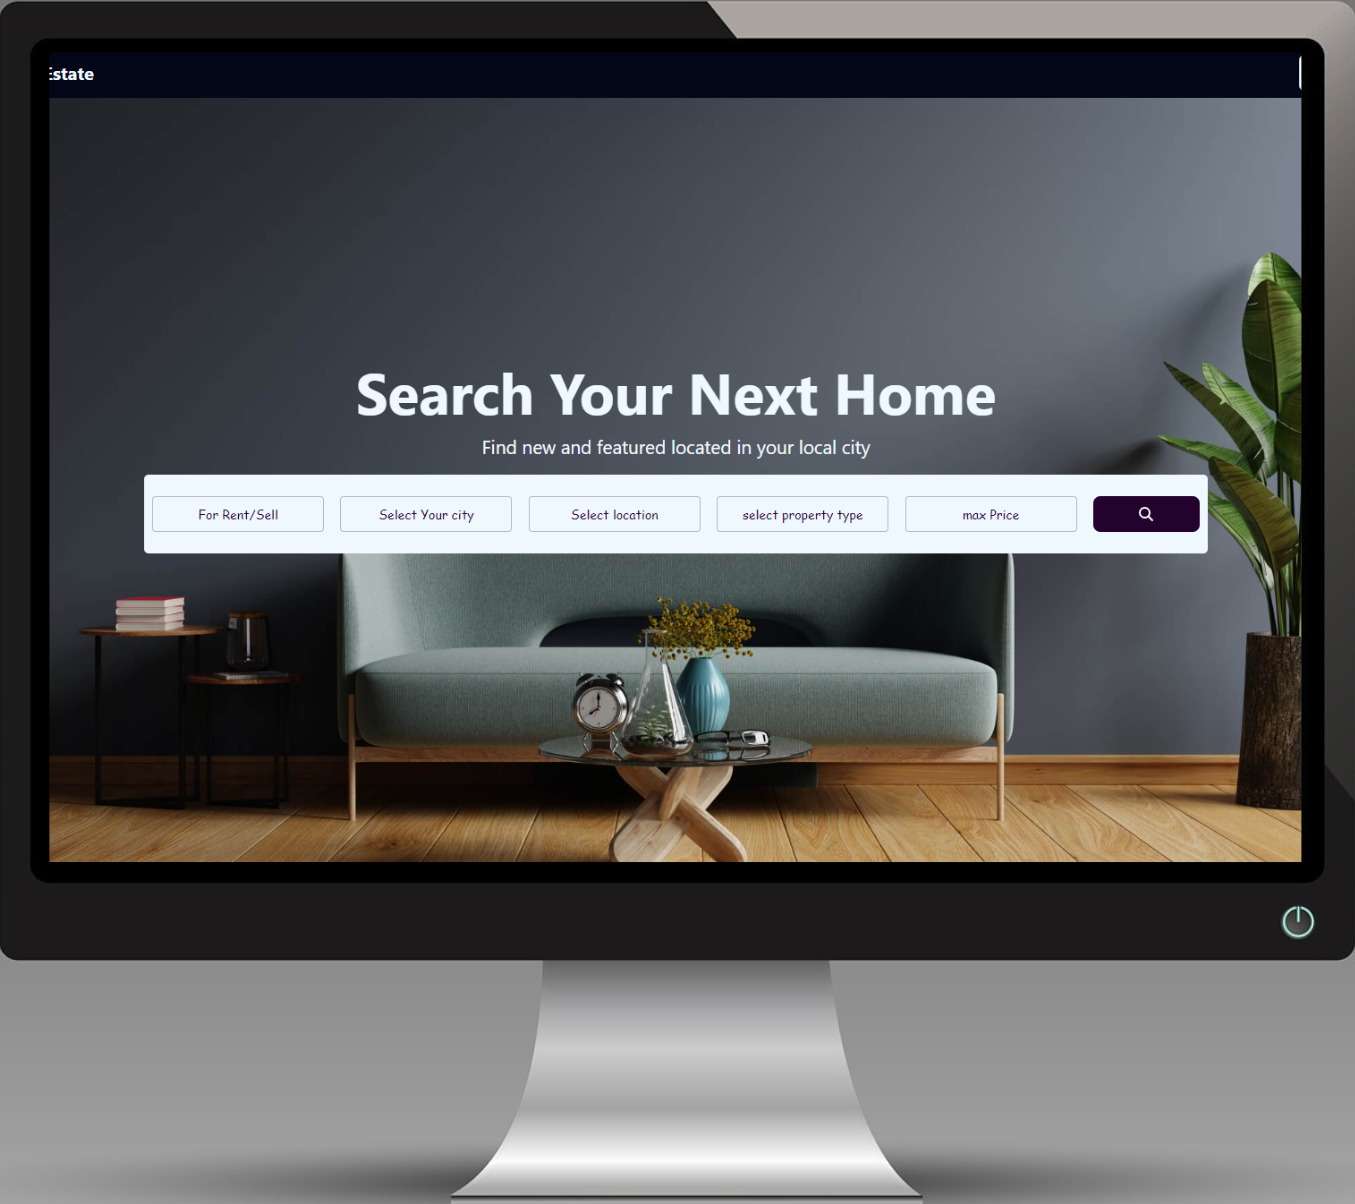 Estate
Search Your Next Home
Find new and featured located in your local city
For Rent/Sell
Select Your city
Select location
select property type
max Price